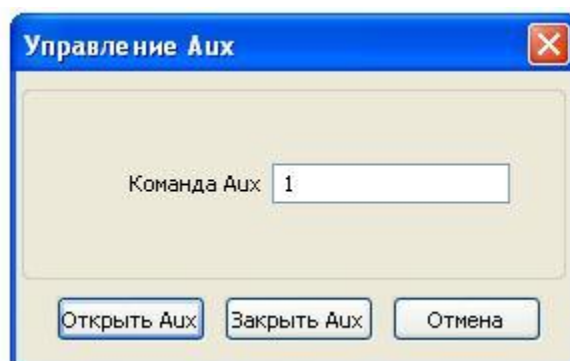 Управление Aux
Команда Aux 1
Открыть Aux Закрыть Aux Отмена